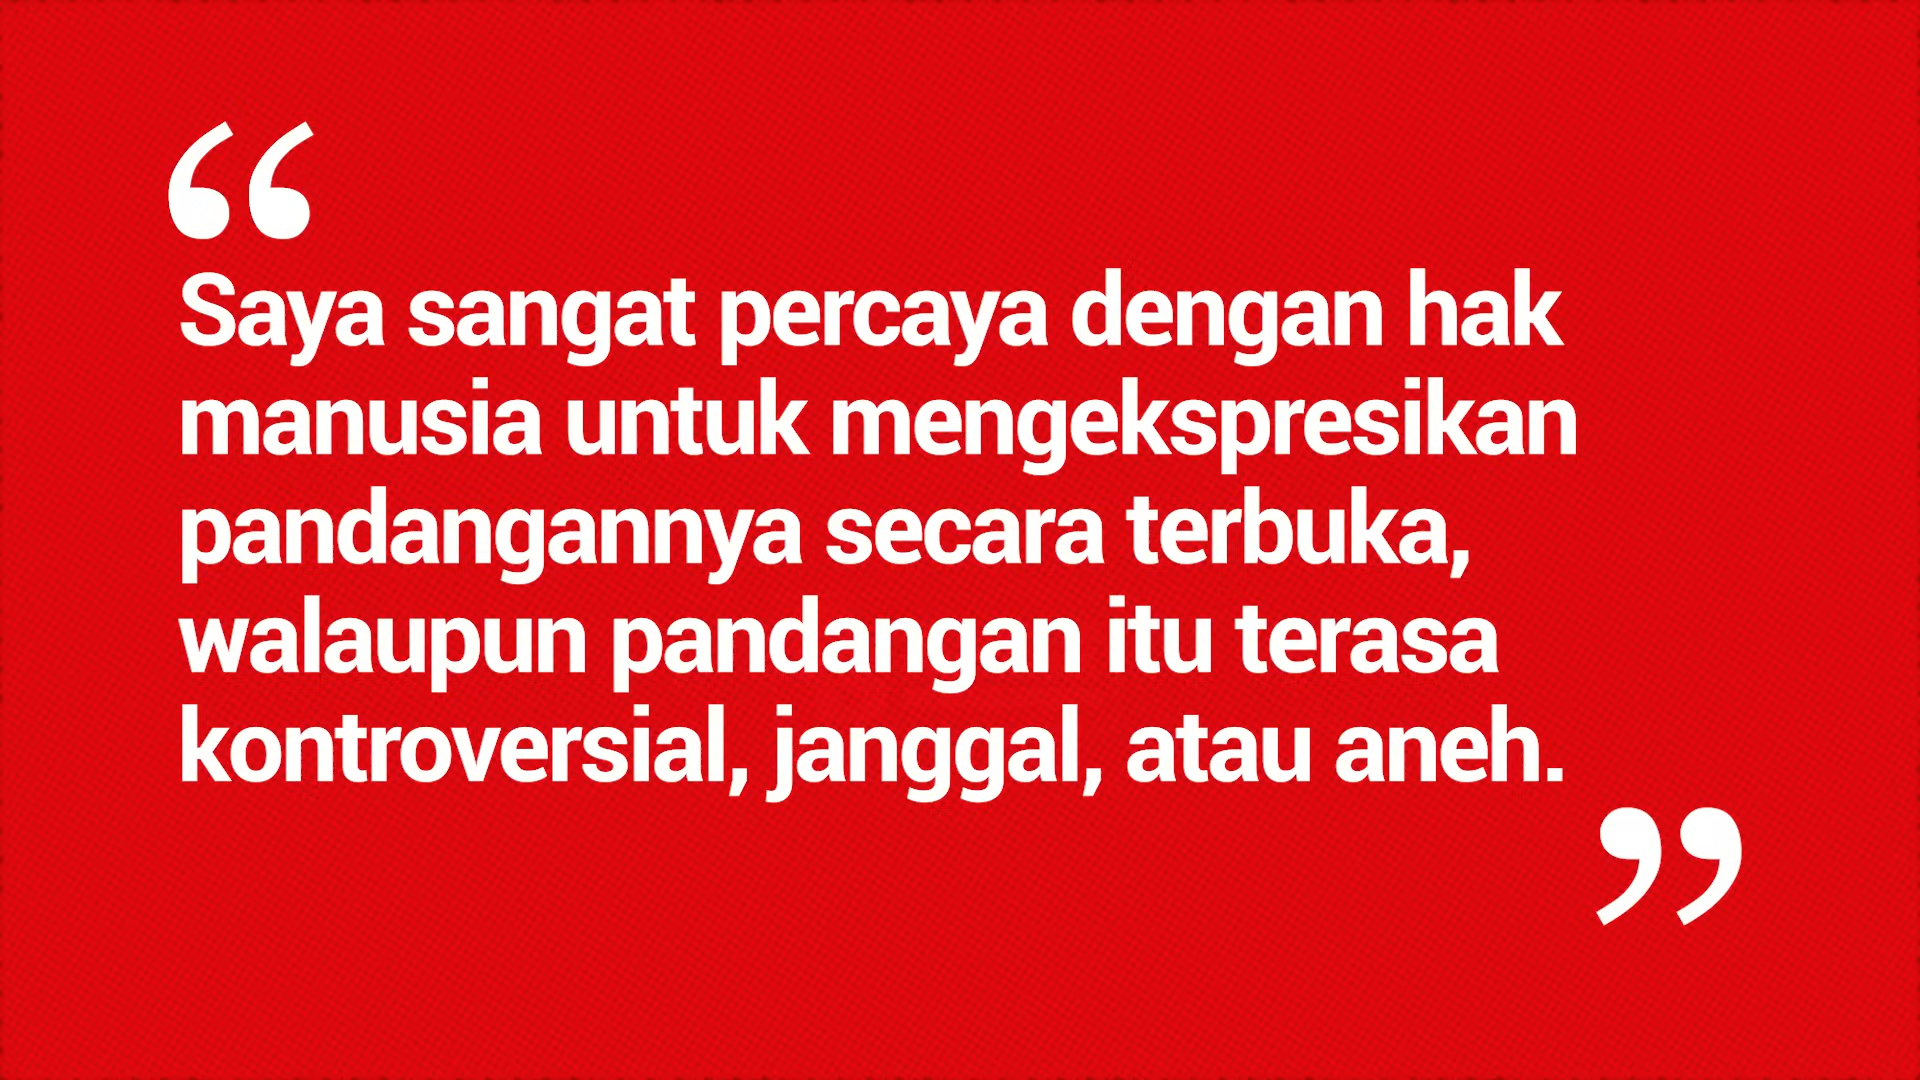 “
Saya sangat percaya dengan hak
manusia untuk mengekspresikan
pandangannya secara terbuka,
walaupun pandangan itu terasa
kontroversial, janggal, atau aneh.
”